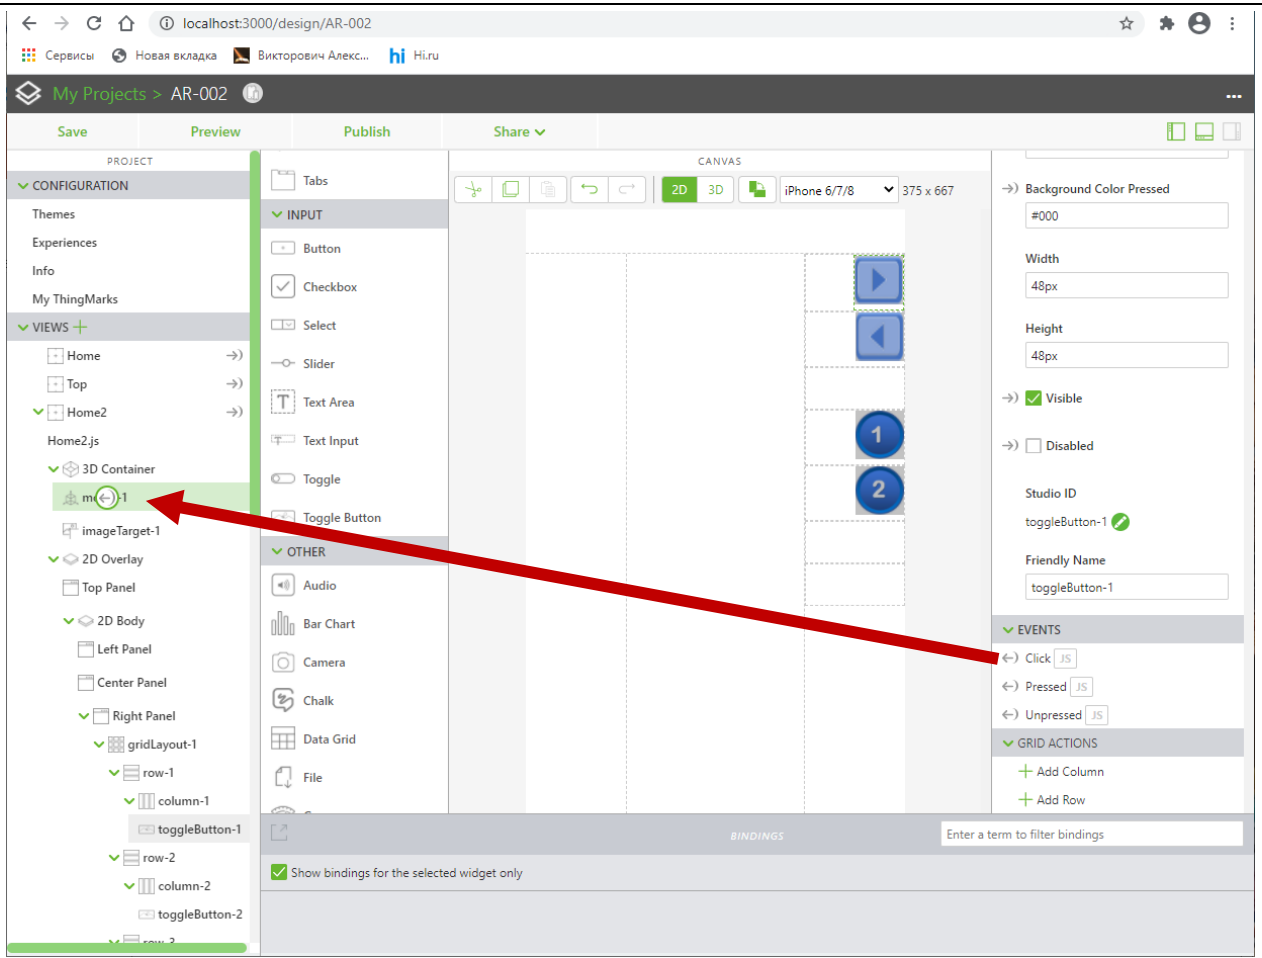 localhost:3000/design/AR-002
Сервисы
Новая вкладка
Викторович Алекс...
hi Hi.ru
My Projects > AR-002
Save
Preview
Publish
Share
PROJECT
CONFIGURATION
Themes
Experiences
Info
My ThingMarks
VIEWS
Home
Top
Home2
Home2.js
3D Container
imageTarget-1
2D Overlay
Top Panel
2D Body
Left Panel
Center Panel
Right Panel
gridLayout-1
row-1
column-1
toggleButton-1
row-2
column-2
toggleButton-2
row-3
Tabs
INPUT
Button
Checkbox
Select
Slider
Text Area
Text Input
Toggle
Toggle Button
OTHER
Audio
Bar Chart
Camera
Chalk
Data Grid
File
CANVAS
2D
3D
iPhone 6/7/8
375 x 667
1
2
Background Color Pressed
#000
Width
48px
Height
48px
Visible
Disabled
Studio ID
toggleButton-1
Friendly Name
toggleButton-1
EVENTS
Click JS
Pressed JS
Unpressed JS
GRID ACTIONS
Add Column
Add Row
BINDINGS
Enter a term to filter bindings
Show bindings for the selected widget only